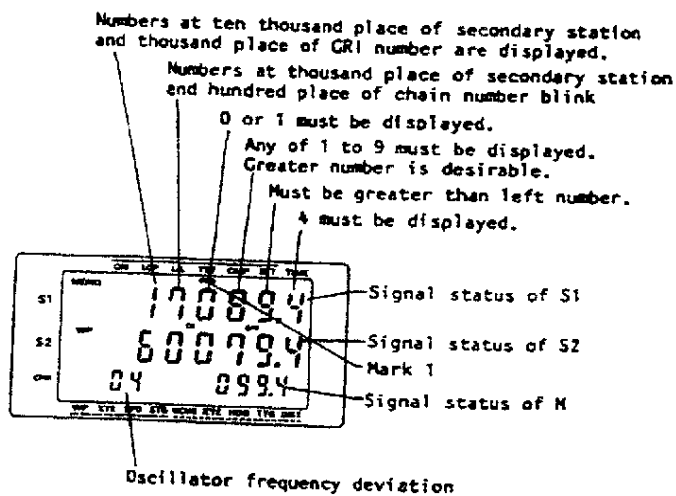 Numbers at ten thousand place of secondary station
and thousand place of GRI number are displayed.
Numbers at thousand place of secondary station
and hundred place of chain number blink
0 or 1 must be displayed.
Any of 1 to 9 must be displayed.
Greater number is desirable.
Must be greater than left number.
4 must be displayed.
MEMO
S1 17089.4 Signal status of S1
S2 60079.4 Signal status of S2
Mark 1
04 099.4 Signal status of M
Oscillator frequency deviation